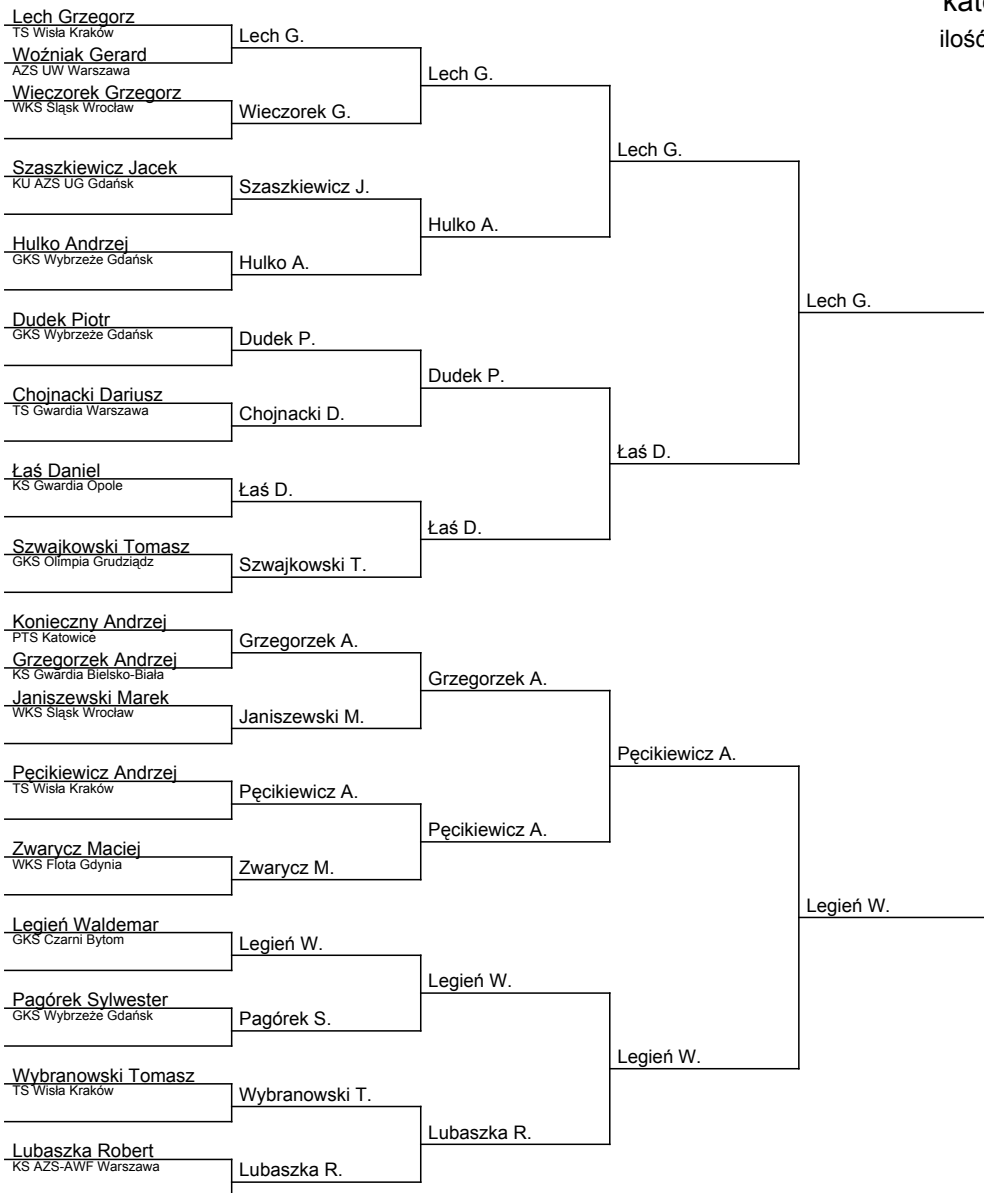 kat
ilość
Lech Grzegorz
TS Wisła Kraków
Woźniak Gerard
AZS UW Warszawa
Wieczorek Grzegorz
WKS Śląsk Wrocław
Szaszkiewicz Jacek
KU AZS UG Gdańsk
Hulko Andrzej
GKS Wybrzeże Gdańsk
Dudek Piotr
GKS Wybrzeże Gdańsk
Chojnacki Dariusz
TS Gwardia Warszawa
Łaś Daniel
KS Gwardia Opole
Szwajkowski Tomasz
GKS Olimpia Grudziądz
Konieczny Andrzej
PTS Katowice
Grzegorzek Andrzej
KS Gwardia Bielsko-Biała
Janiszewski Marek
WKS Śląsk Wrocław
Pęcikiewicz Andrzej
TS Wisła Kraków
Zwarycz Maciej
WKS Flota Gdynia
Legień Waldemar
GKS Czarni Bytom
Pagórek Sylwester
GKS Wybrzeże Gdańsk
Wybranowski Tomasz
TS Wisła Kraków
Lubaszka Robert
KS AZS-AWF Warszawa
Lech G.
Wieczorek G.
Szaszkiewicz J.
Hulko A.
Dudek P.
Chojnacki D.
Łaś D.
Szwajkowski T.
Grzegorzek A.
Janiszewski M.
Pęcikiewicz A.
Zwarycz M.
Legień W.
Pagórek S.
Wybranowski T.
Lubaszka R.
Lech G.
Hulko A.
Dudek P.
Łaś D.
Grzegorzek A.
Pęcikiewicz A.
Legień W.
Lubaszka R.
Lech G.
Łaś D.
Pęcikiewicz A.
Legień W.
Lech G.
Legień W.